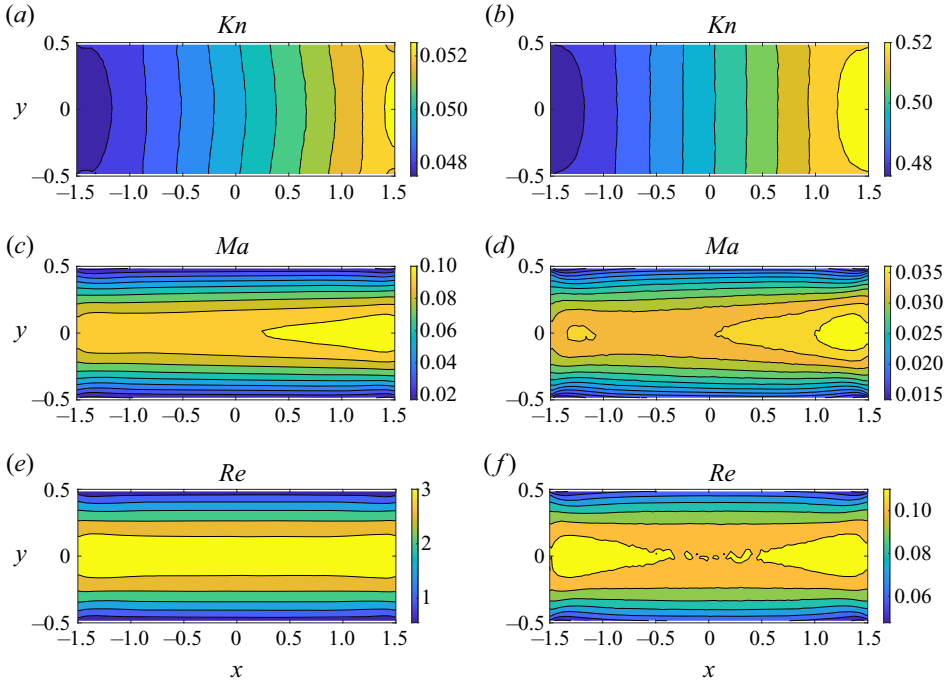 (a) Kn (b) Kn
0.5 0.052 0.5 0.52
y 0 0.050 0 0.50
0.048 0.48
−0.5 −0.5
−1.5 −1.0 −0.5 0 0.5 1.0 1.5 −1.5 −1.0 −0.5 0 0.5 1.0 1.5
(c) Ma (d) Ma
0.5 0.10 0.5 0.035
0.08 0.030
y 0 0.06 0 0.025
0.04 0.020
0.02 0.015
−0.5 −0.5
−1.5 −1.0 −0.5 0 0.5 1.0 1.5 −1.5 −1.0 −0.5 0 0.5 1.0 1.5
(e) Re (f) Re
0.5 3 0.5 0.10
y 0 2 0 0.08
1 0.06
−0.5 −0.5
−1.5 −1.0 −0.5 0 0.5 1.0 1.5 −1.5 −1.0 −0.5 0 0.5 1.0 1.5
x x